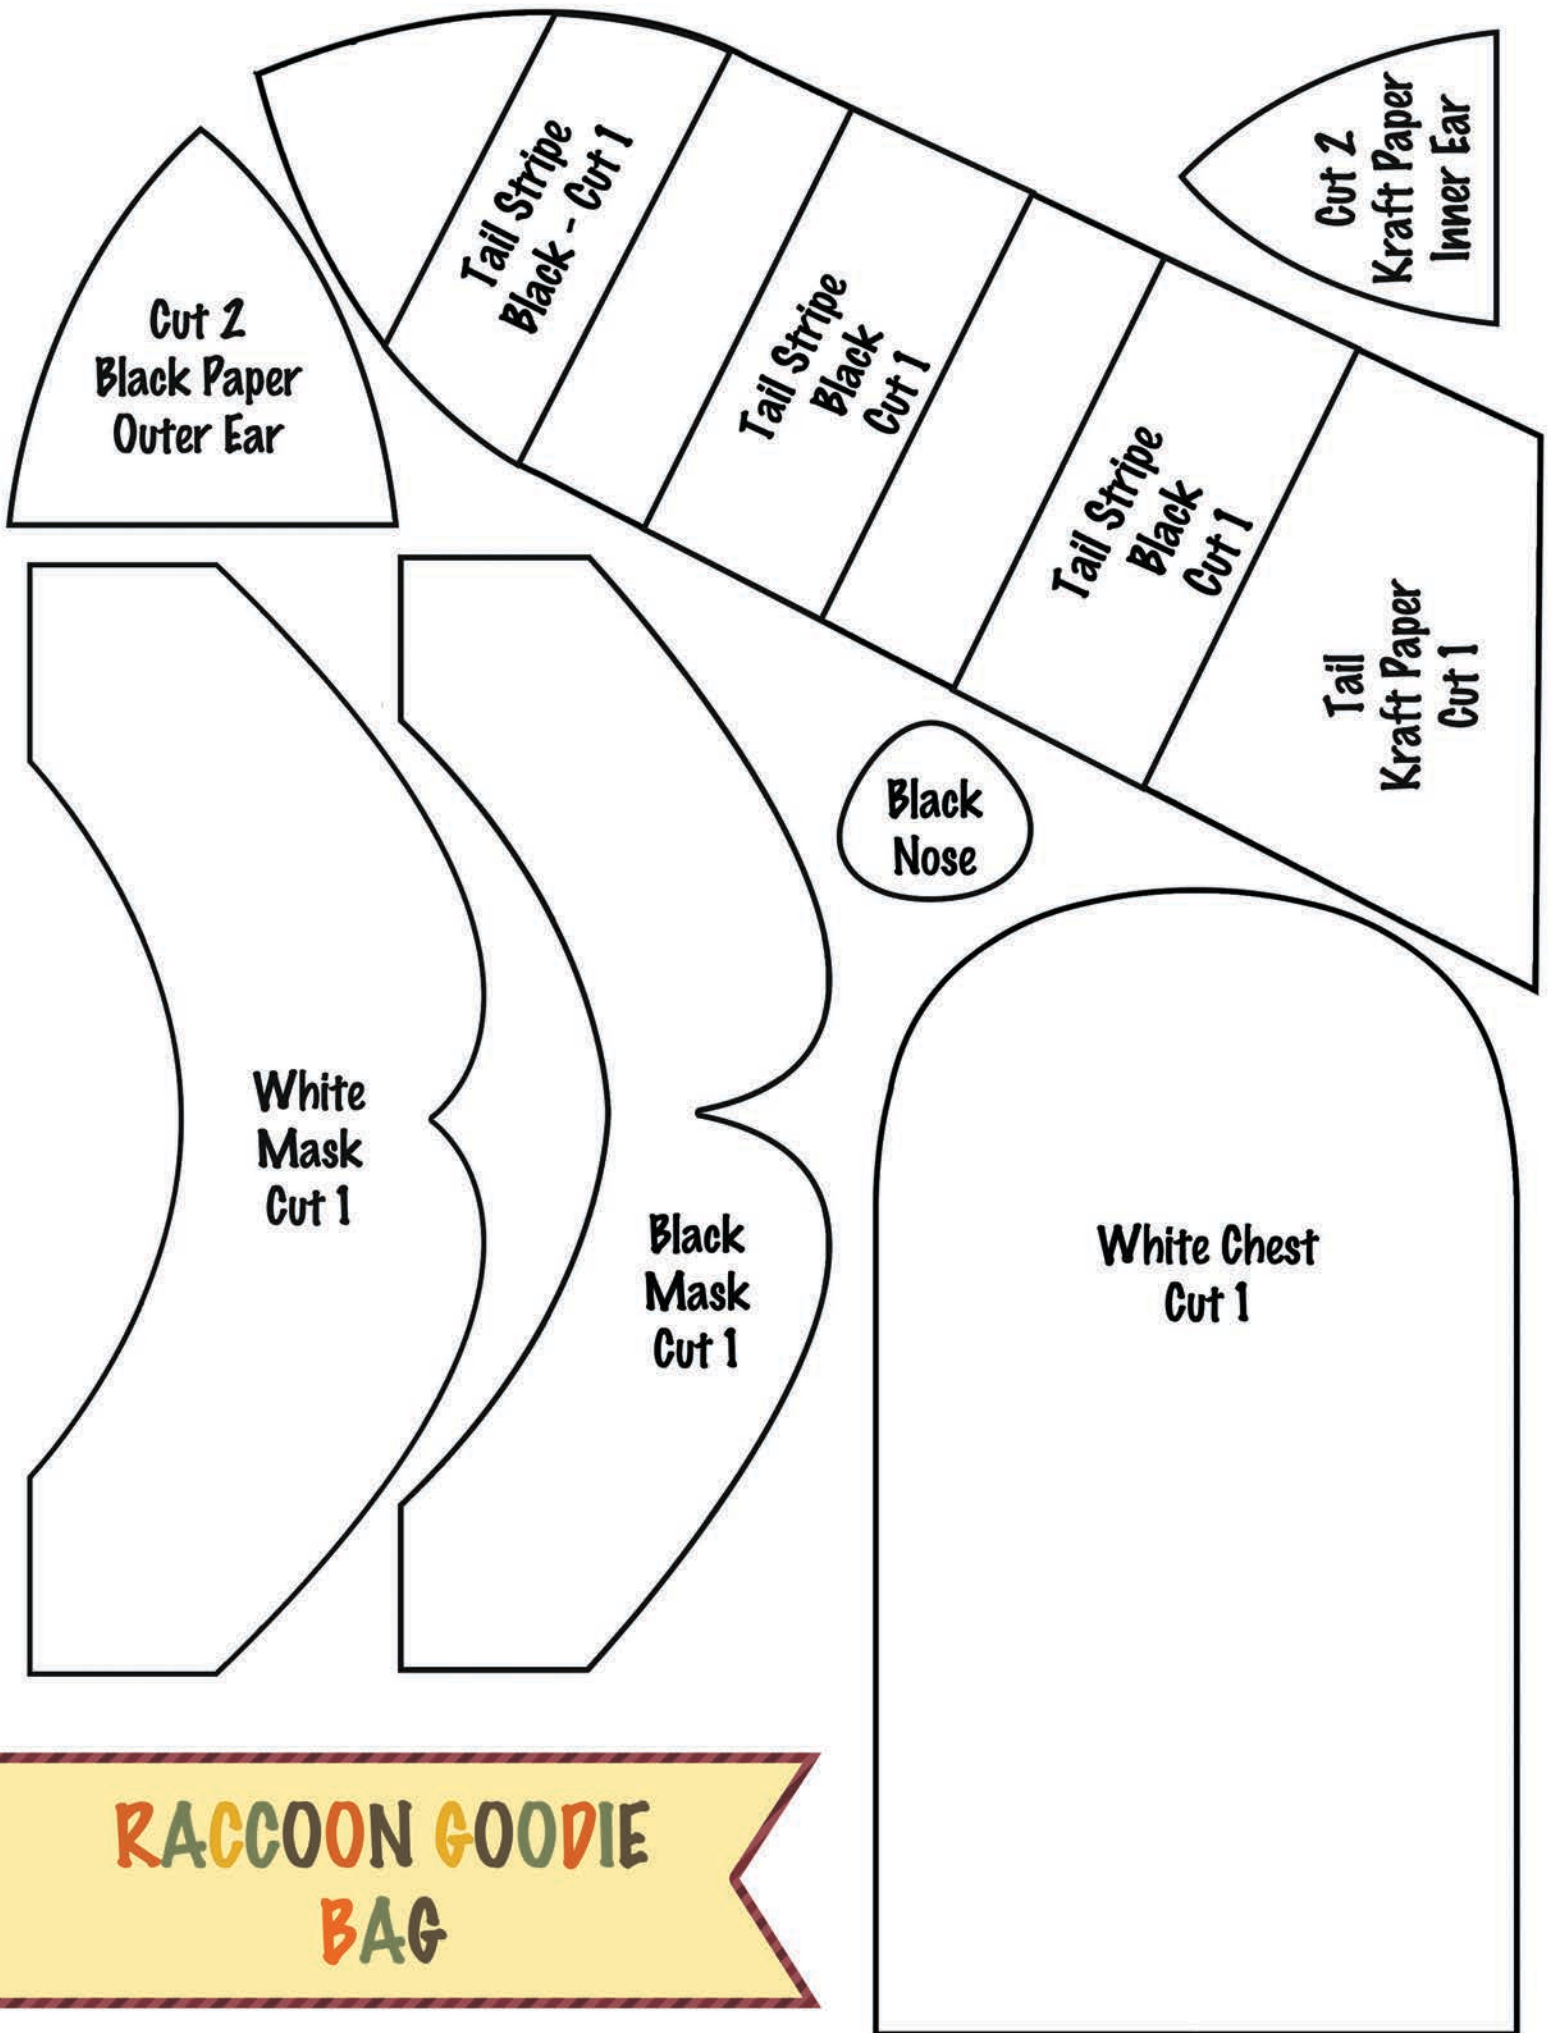 Tail Stripe
Black - Cut 1
Cut 2
Kraft Paper
Inner Ear
Cut 2
Black Paper
Outer Ear
Tail Stripe
Black
Cut 1
Tail Stripe
Black
Cut 1
Tail
Kraft Paper
Cut 1
Black
Nose
White
Mask
Cut 1
Black
Mask
Cut 1
White Chest
Cut 1
RACCOON GOODIE
BAG